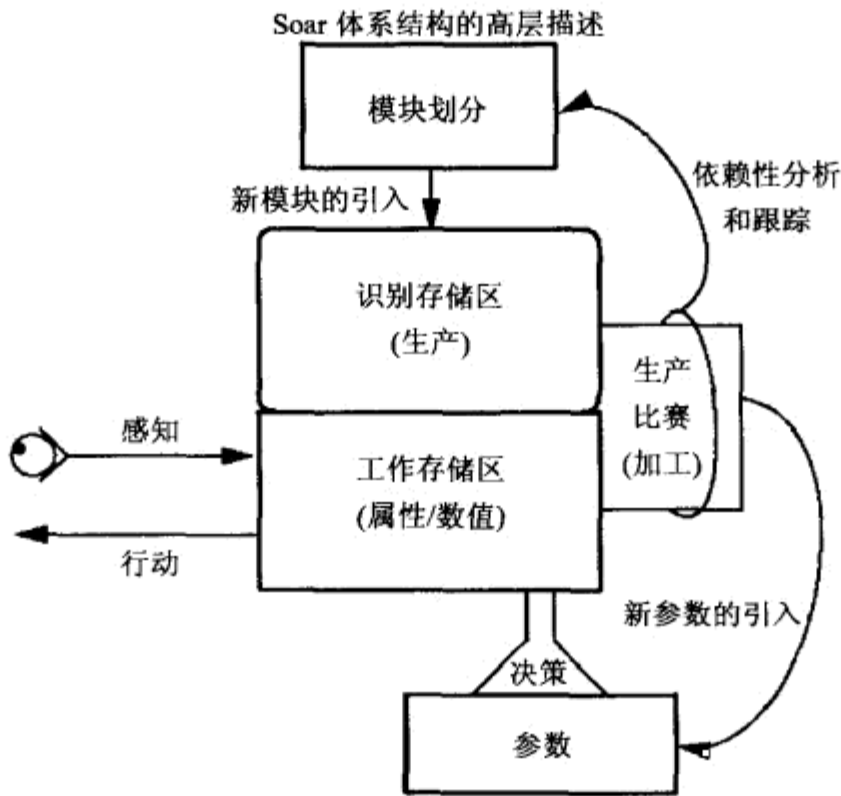 Soar 体系结构的高层描述
模块划分
新模块的引入
依赖性分析
和跟踪
识别存储区
(生产)
生产
比赛
(加工)
感知
工作存储区
(属性/数值)
行动
新参数的引入
决策
参数